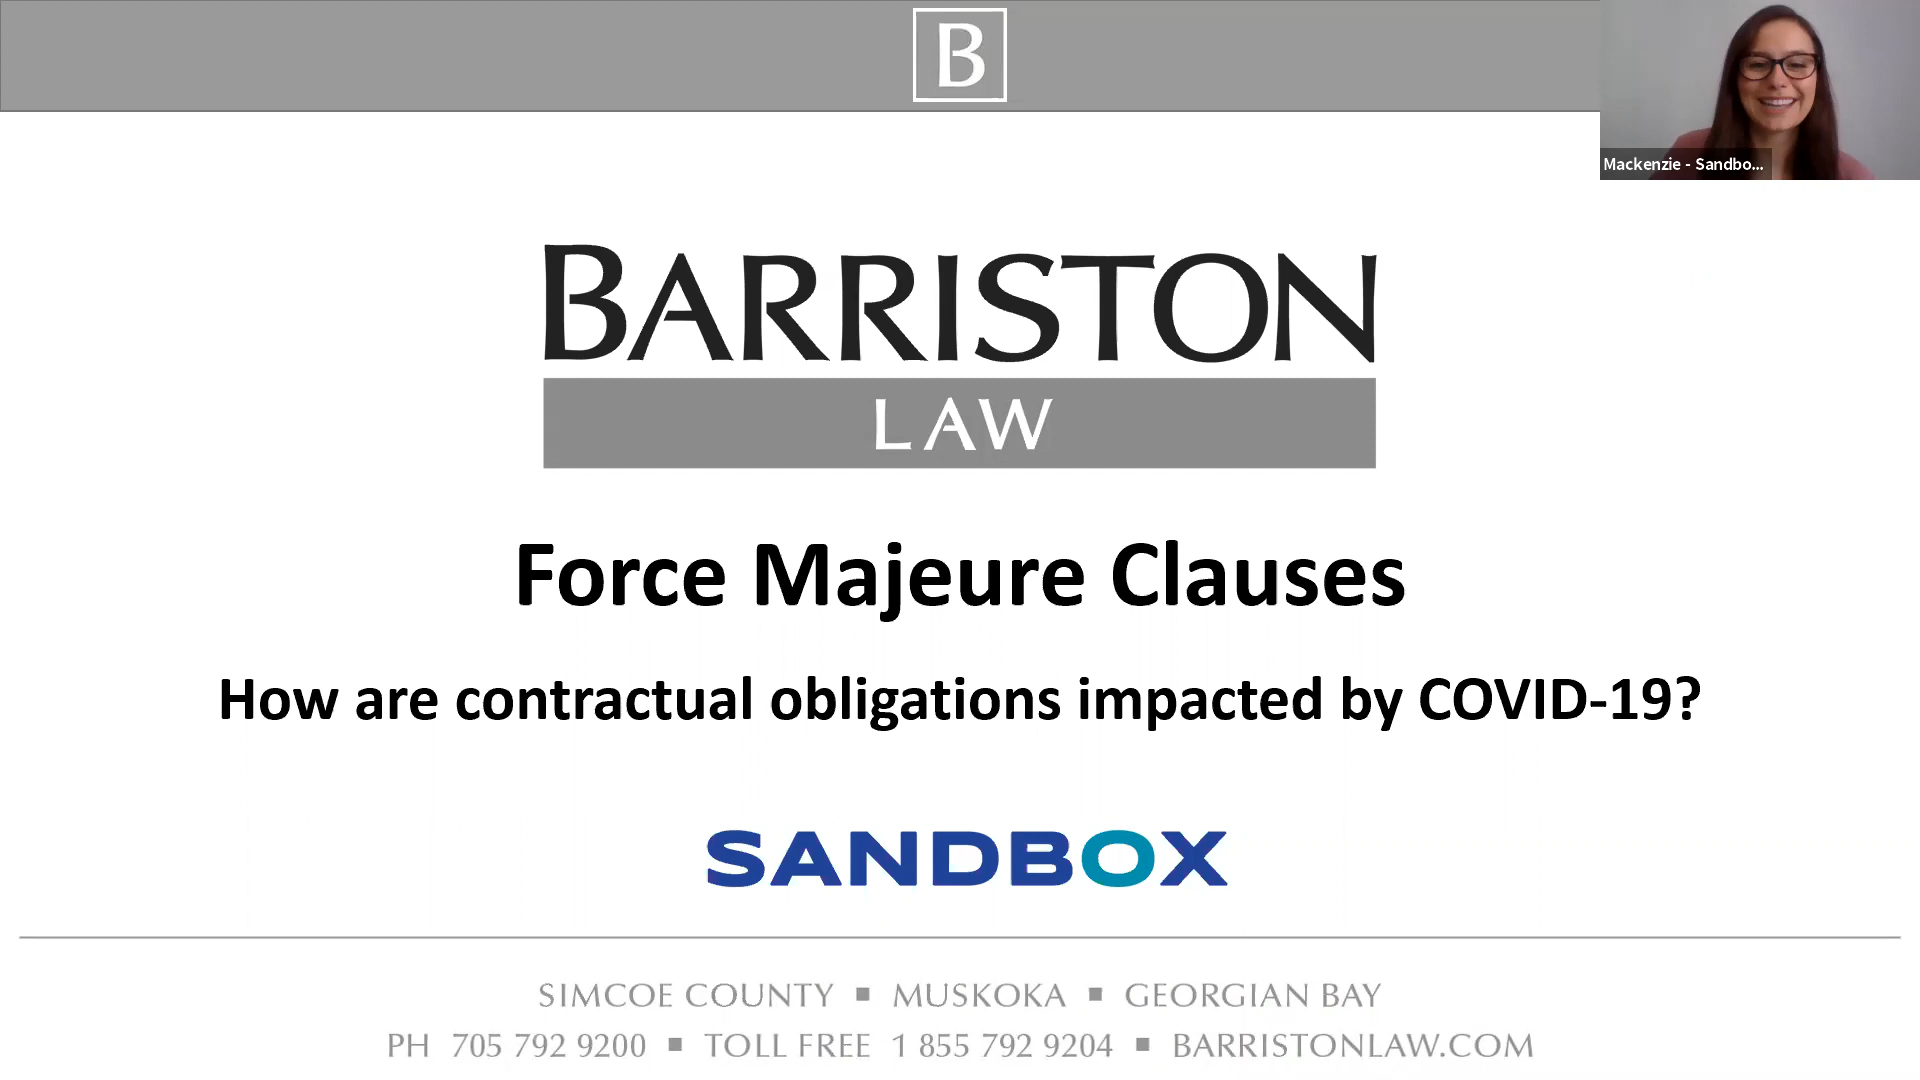 B
Mackenzie - Sandbo...
BARRISTON
LAW
Force Majeure Clauses
How are contractual obligations impacted by COVID-19?
SANDBOX
SIMCOE COUNTY ■ MUSKOKA ■ GEORGIAN BAY
PH 705 792 9200 ■ TOLL FREE 1 855 792 9204 ■ BARRISTONLAW.COM